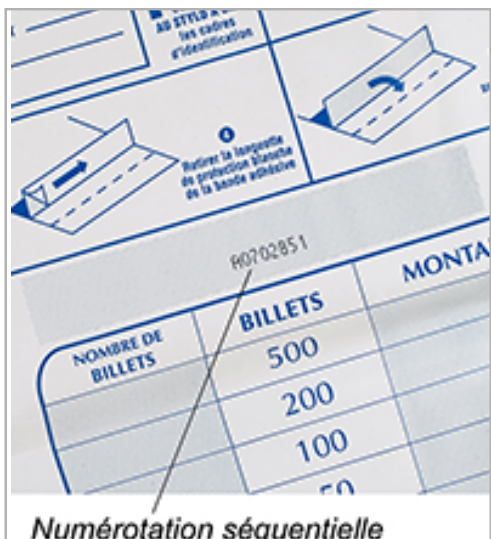 AU STYLO À
les cadres
d'identification
4
Retirer la languette
de protection blanche
de la bande adhésive
A0702851
NOMBRE DE
BILLETS
BILLETS
MONTA
500
200
100
50
Numérotation séquentielle